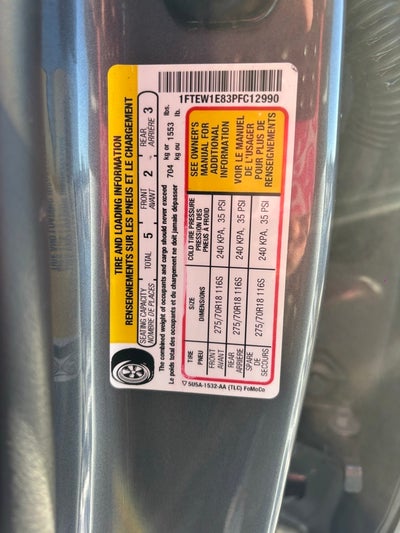 TIRE AND LOADING INFORMATION
RENSEIGNEMENTS SUR LES PNEUS ET LE CHARGEMENT
SEATING CAPACITY
NOMBRE DE PLACES
TOTAL 5
FRONT
AVANT
2
REAR
ARRIÈRE
3
The combined weight of occupants and cargo should never exceed
Le poids total des occupants et du chargement ne doit jamais dépasser
704 kg or 1553 lbs.
kg ou lb.
TIRE
PNEU
SIZE
DIMENSIONS
COLD TIRE PRESSURE
PRESSION DES
PNEUS A FROID
FRONT
AVANT
275/70R18 116S
240 KPA, 35 PSI
REAR
ARRIÈRE
275/70R18 116S
240 KPA, 35 PSI
SPARE
DE
SECOURS
275/70R18 116S
240 KPA, 35 PSI
SEE OWNER'S
MANUAL FOR
ADDITIONAL
INFORMATION
VOIR LE MANUEL
DE L'USAGER
POUR PLUS DE
RENSEIGNEMENTS
5U5A-1532-AA (TLC) FoMoCo
1FTEW1E83PFC12990